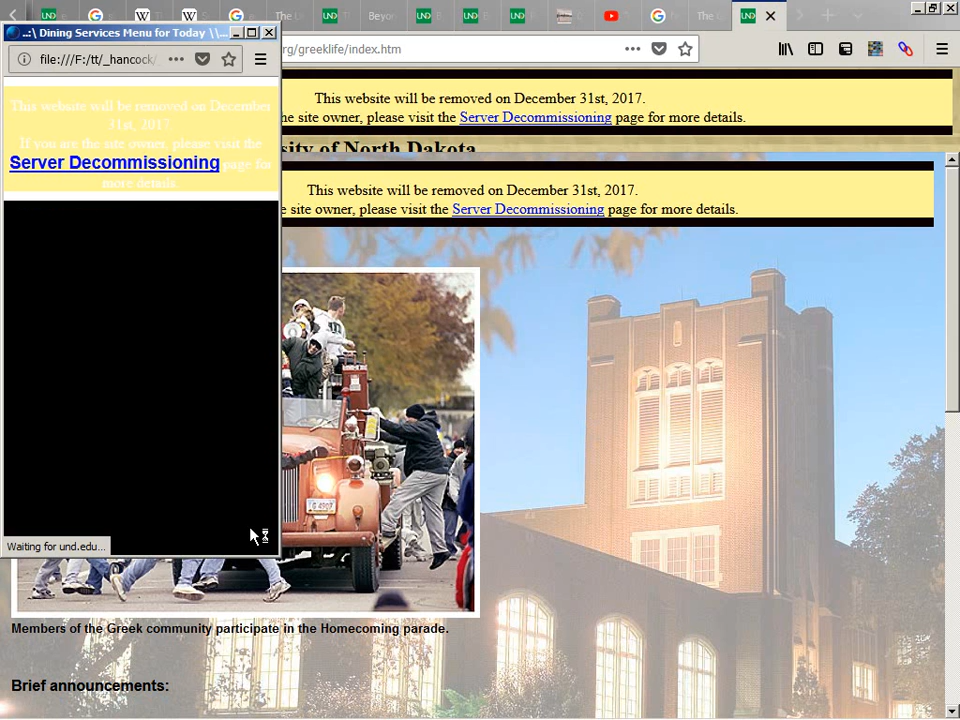 The
Beyon
The
..:\ Dining Services Menu for Today \\...
file:///F:/tt/_hancock/
org/greeklife/index.htm
This website will be removed on December
31st, 2017.
If you are the site owner, please visit the
Server Decommissioning page for
more details.
This website will be removed on December 31st, 2017.
he site owner, please visit the Server Decommissioning page for more details.
sity of North Dakota
This website will be removed on December 31st, 2017.
e site owner, please visit the Server Decommissioning page for more details.
Waiting for und.edu...
Members of the Greek community participate in the Homecoming parade.
Brief announcements: